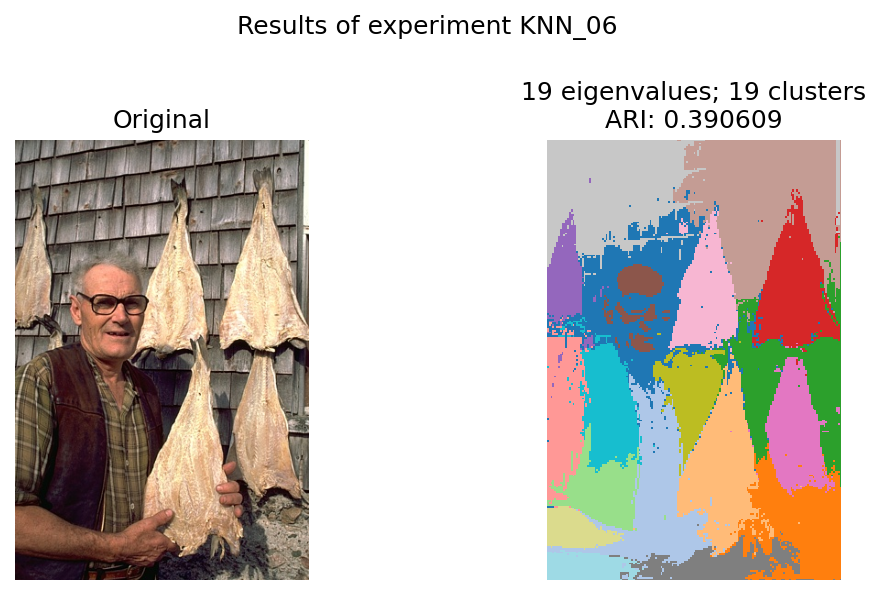 Results of experiment KNN_06
Original
19 eigenvalues; 19 clusters
ARI: 0.390609